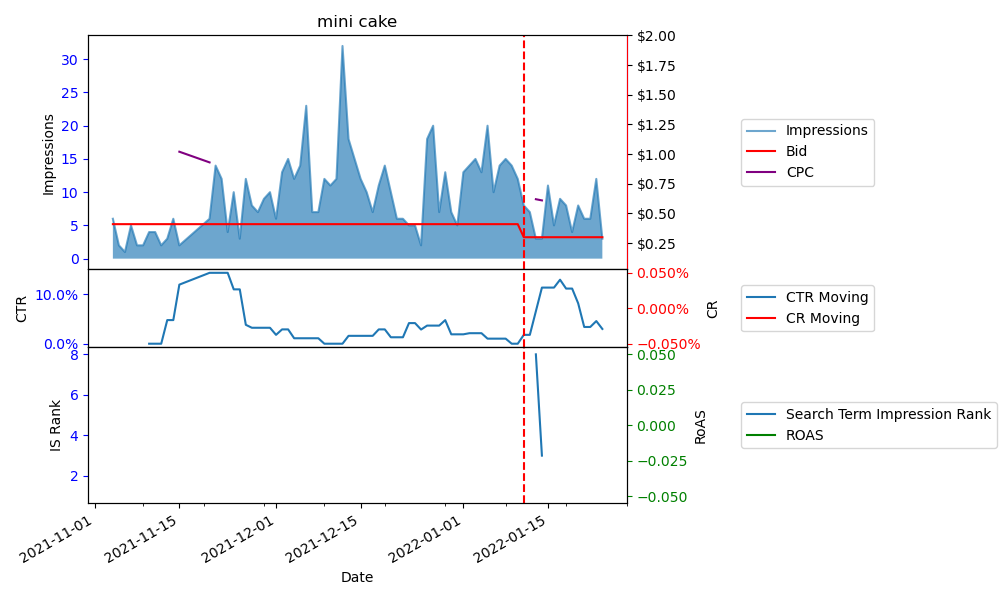 mini cake
Impressions
30
25
20
15
10
5
0
$2.00
$1.75
$1.50
$1.25
$1.00
$0.75
$0.50
$0.25
Impressions
Bid
CPC
CTR
10.0%
0.0%
0.050%
0.000%
−0.050%
CR
CTR Moving
CR Moving
IS Rank
8
6
4
2
0.050
0.025
0.000
−0.025
−0.050
RoAS
Search Term Impression Rank
ROAS
2021-11-01
2021-11-15
2021-12-01
2021-12-15
2022-01-01
2022-01-15
Date